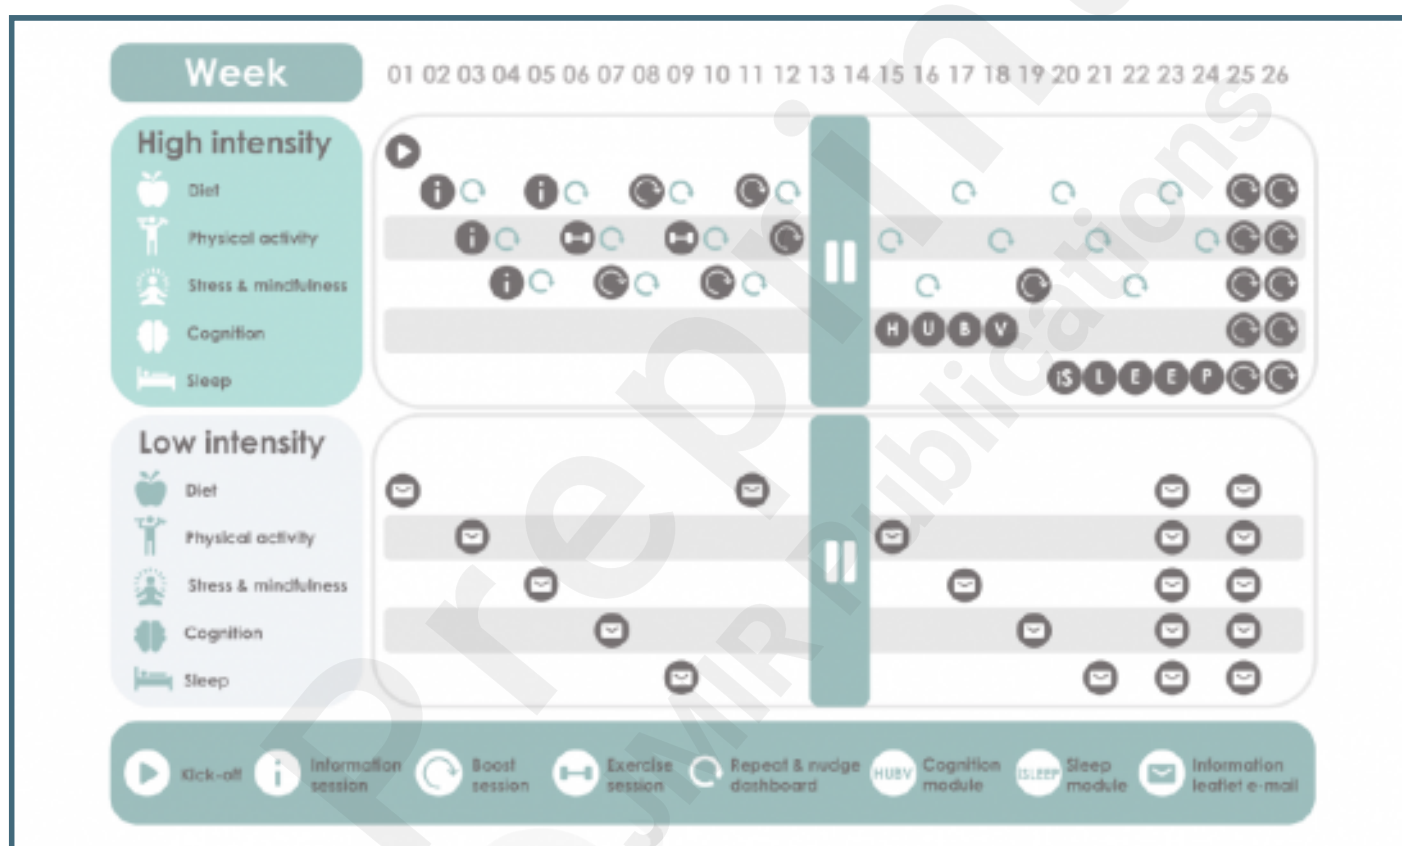 Week
01 02 03 04 05 06 07 08 09 10 11 12 13 14 15 16 17 18 19 20 21 22 23 24 25 26
High intensity
Diet
i i
Physical activity
i
Stress & mindfulness
i
Cognition
H U B V
Sleep
iS L E E P
Low intensity
Diet
Physical activity
Stress & mindfulness
Cognition
Sleep
Kick-off
i
Information
session
Boost
session
Exercise
session
Repeat & nudge
dashboard
HUBV
Cognition
module
iSLEEP
Sleep
module
Information
leaflet e-mail
Preprint
JMIR Publications